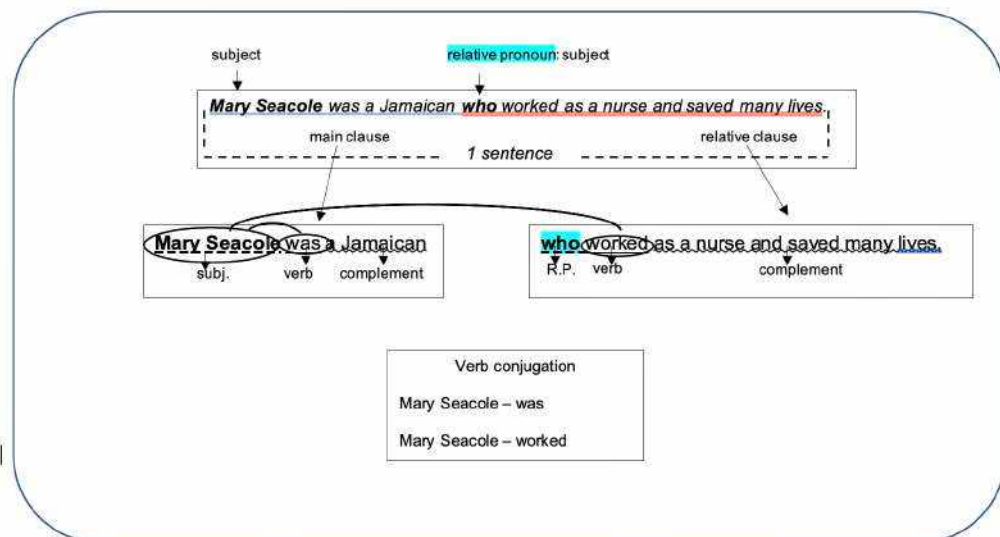 subject
relative pronoun: subject
Mary Seacole was a Jamaican who worked as a nurse and saved many lives.
main clause
relative clause
1 sentence
Mary Seacole was a Jamaican
subj.
verb
complement
who worked as a nurse and saved many lives.
R.P.
verb
complement
Verb conjugation
Mary Seacole – was
Mary Seacole – worked